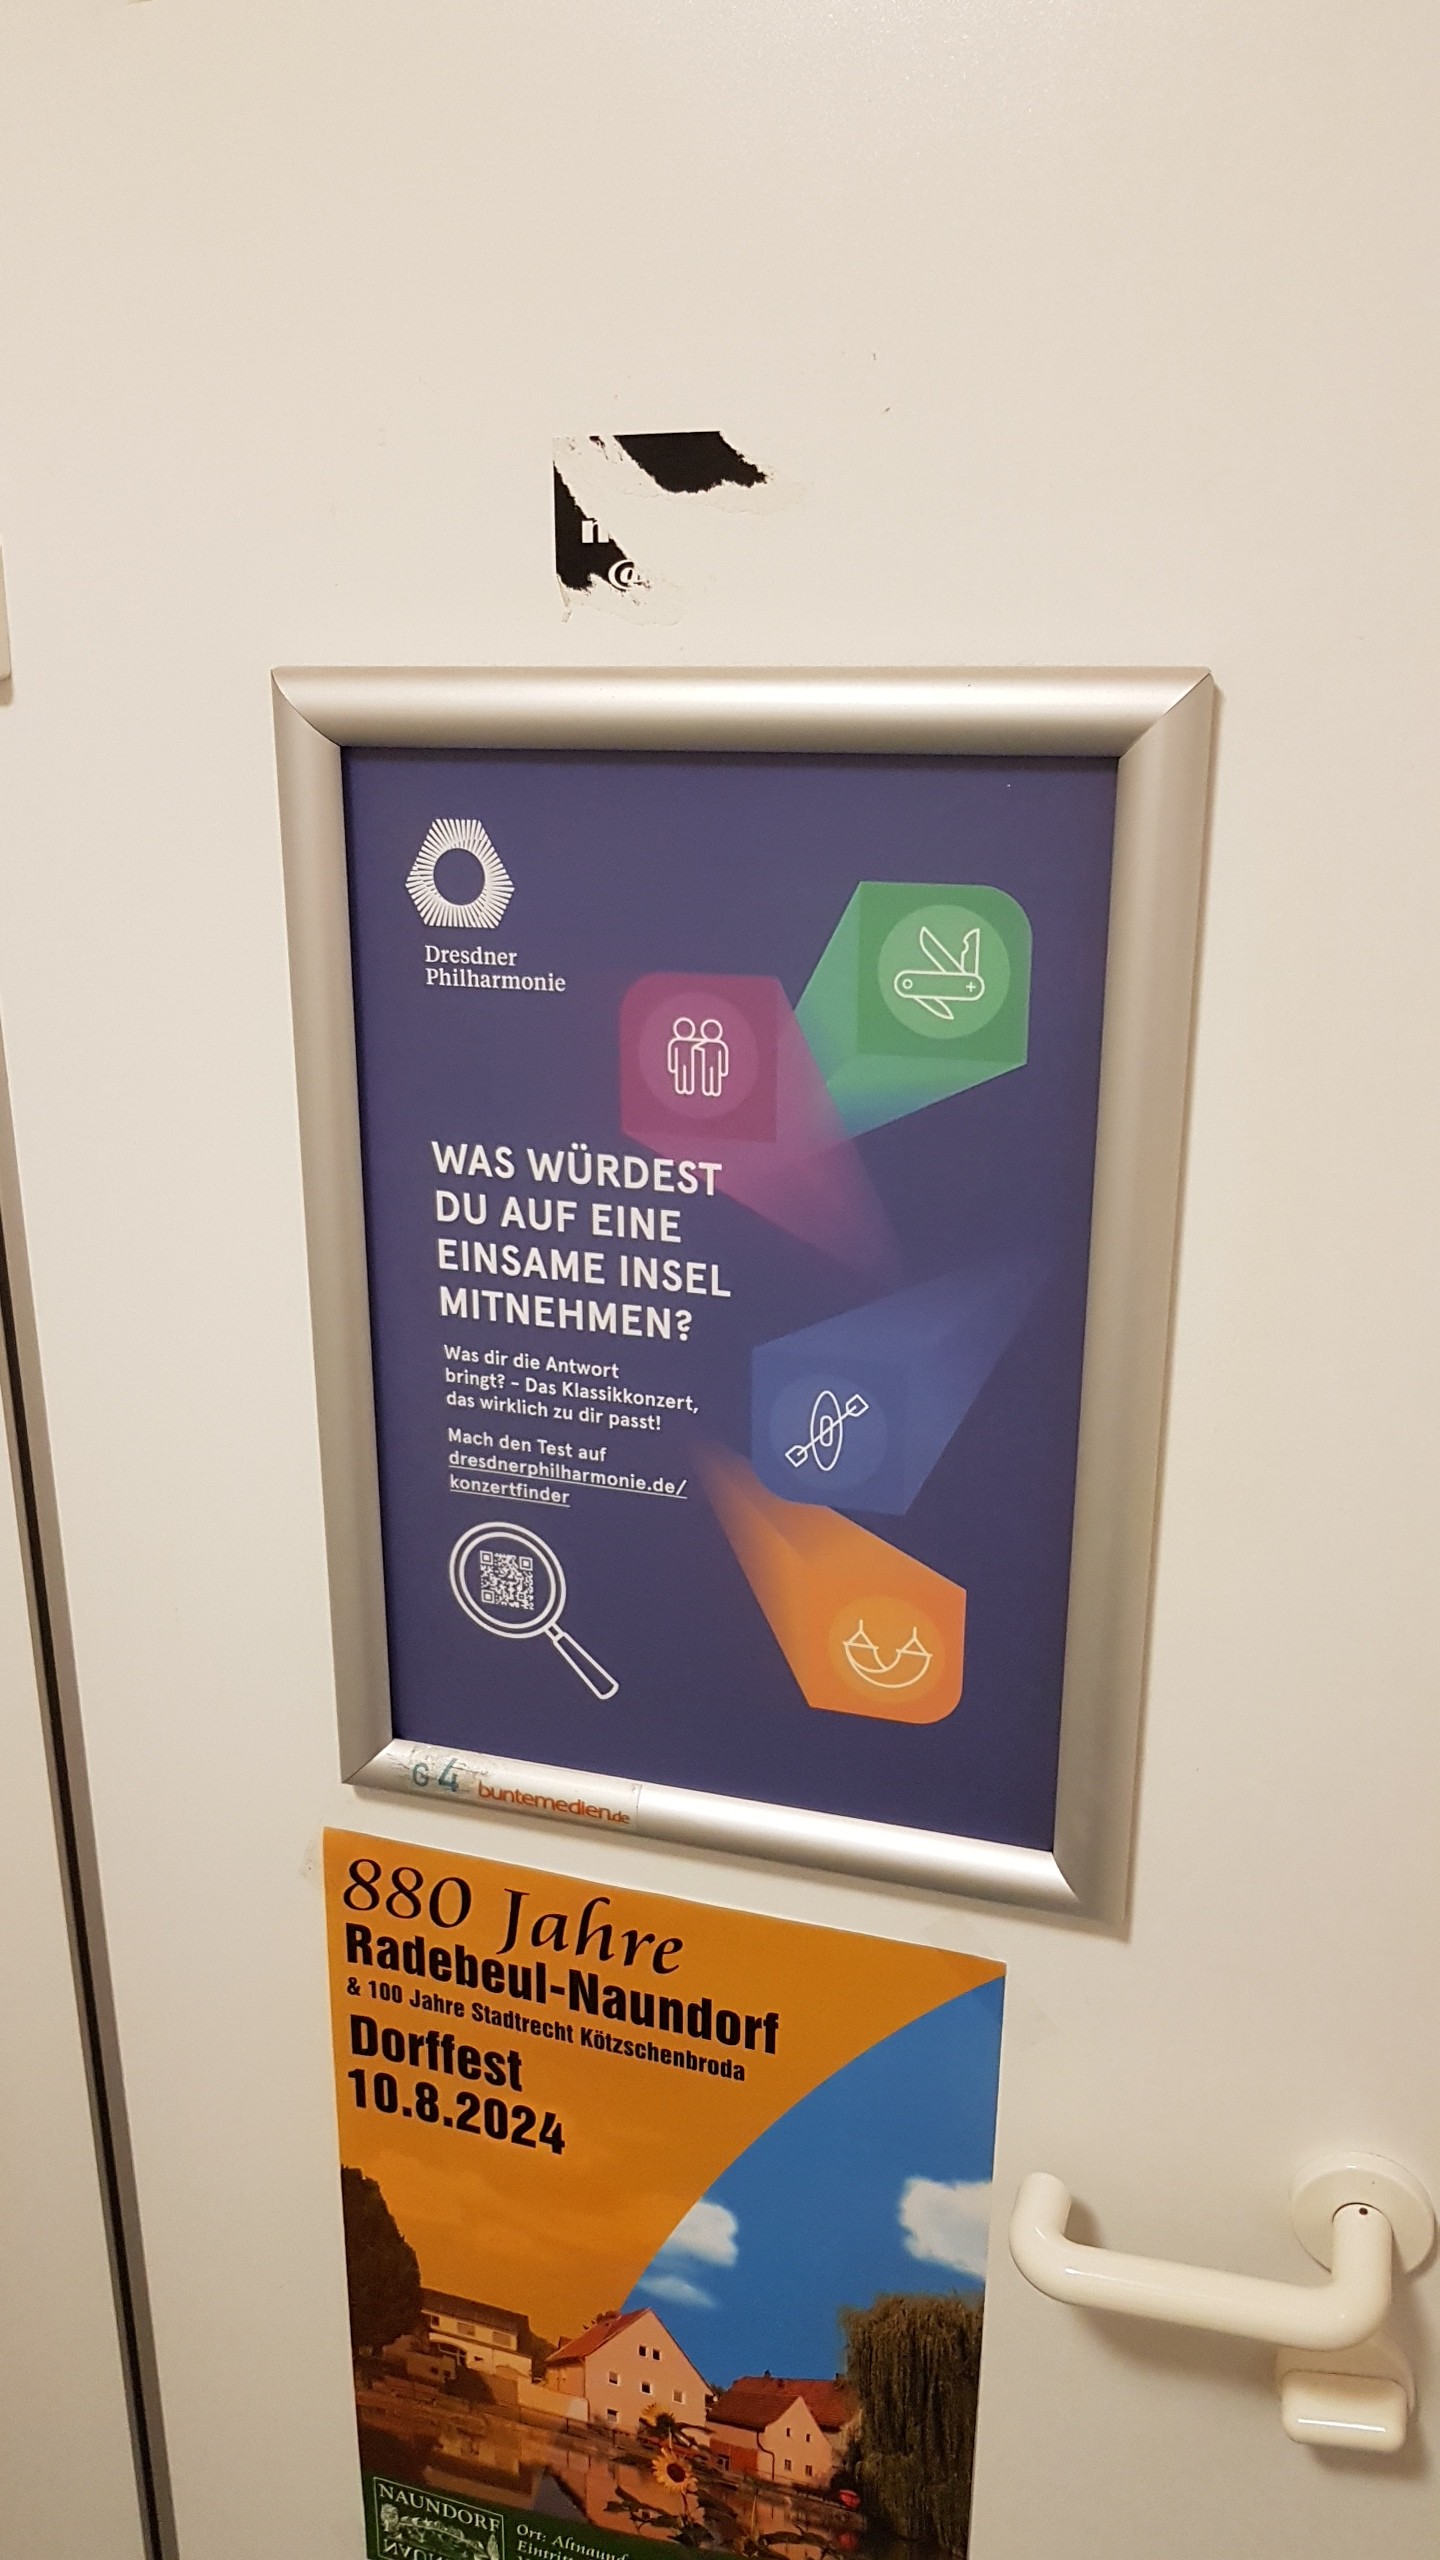 n
@
Dresdner
Philharmonie
WAS WÜRDEST
DU AUF EINE
EINSAME INSEL
MITNEHMEN?
Was dir die Antwort
bringt? – Das Klassikkonzert,
das wirklich zu dir passt!
Mach den Test auf
dresdnerphilharmonie.de/
konzertfinder
G 4 buntemedien.de
880 Jahre
Radebeul-Naundorf
& 100 Jahre Stadtrecht Kötzschenbroda
Dorffest
10.8.2024
NAUNDORF
Ort: